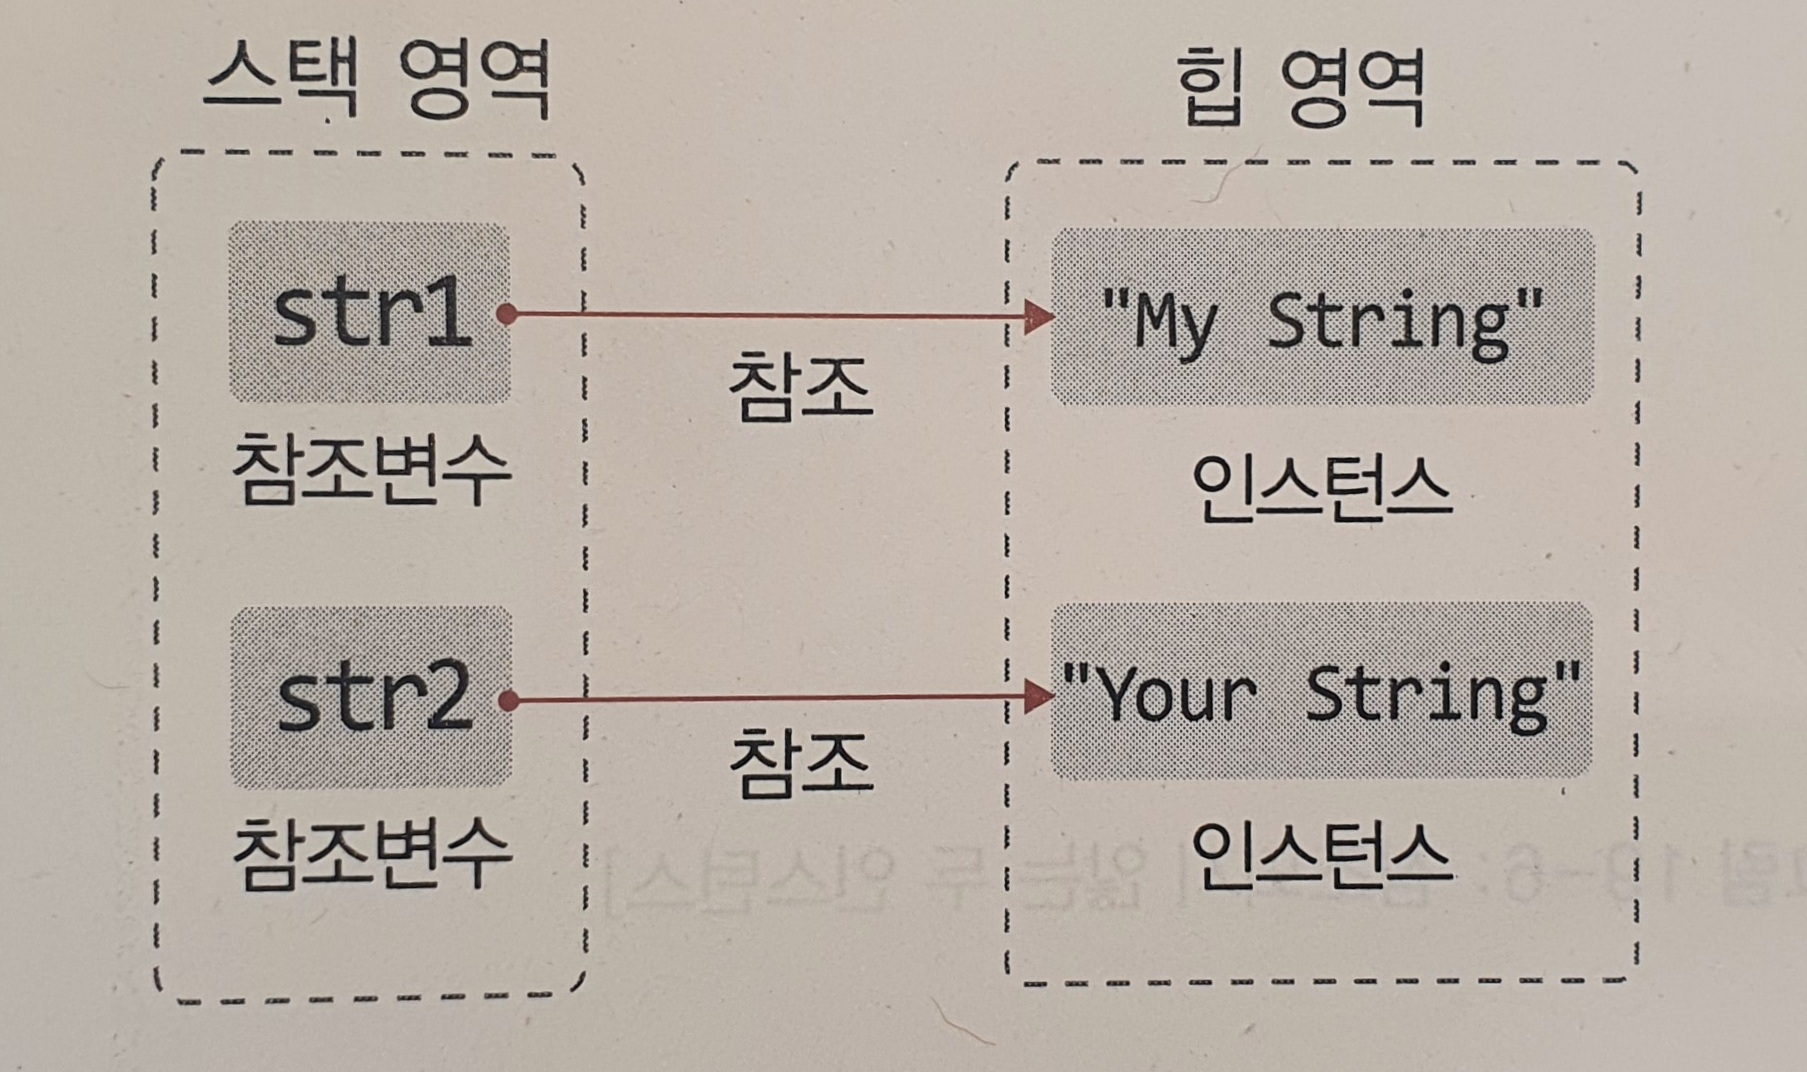 스택 영역
힙 영역
str1
참조
"My String"
참조변수
인스턴스
str2
참조
"Your String"
참조변수
인스턴스